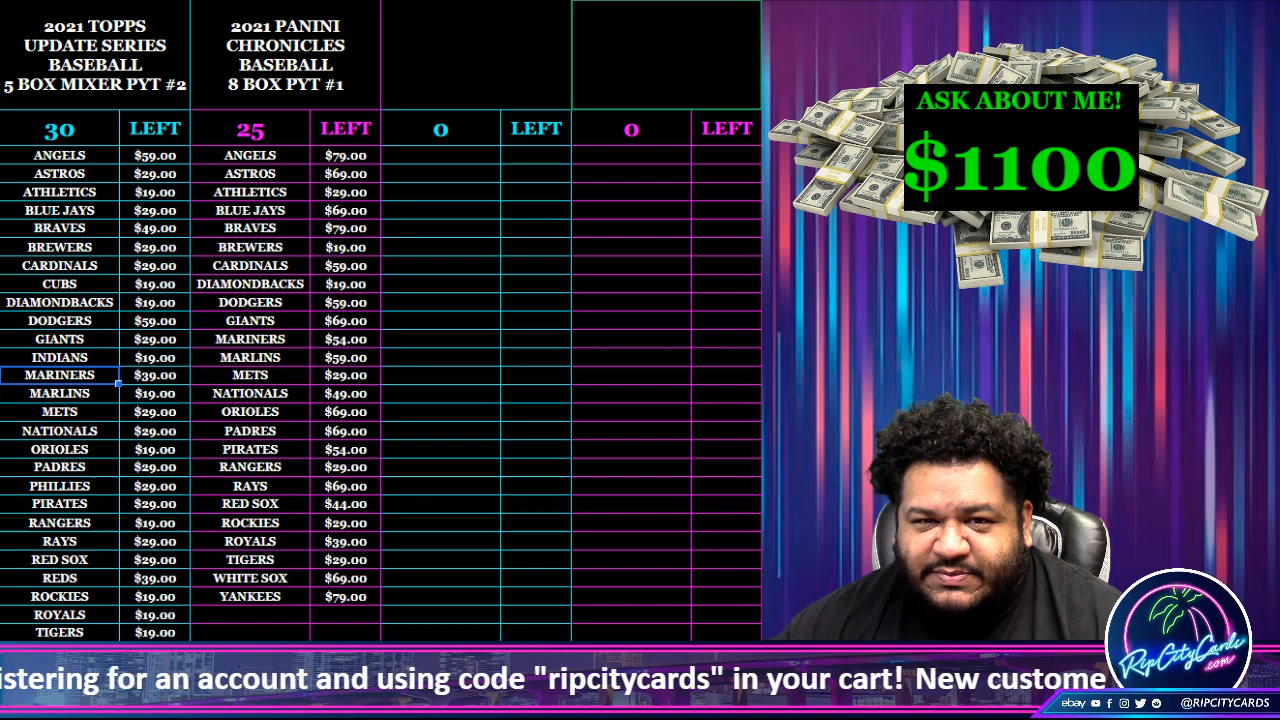 2021 TOPPS
UPDATE SERIES
BASEBALL
5 BOX MIXER PYT #2
2021 PANINI
CHRONICLES
BASEBALL
8 BOX PYT #1
30 LEFT 25 LEFT 0 LEFT 0 LEFT
ANGELS $59.00 ANGELS $79.00
ASTROS $29.00 ASTROS $69.00
ATHLETICS $19.00 ATHLETICS $29.00
BLUE JAYS $29.00 BLUE JAYS $69.00
BRAVES $49.00 BRAVES $79.00
BREWERS $29.00 BREWERS $19.00
CARDINALS $29.00 CARDINALS $59.00
CUBS $19.00 DIAMONDBACKS $19.00
DIAMONDBACKS $19.00 DODGERS $59.00
DODGERS $59.00 GIANTS $69.00
GIANTS $29.00 MARINERS $54.00
INDIANS $19.00 MARLINS $59.00
MARINERS $39.00 METS $29.00
MARLINS $19.00 NATIONALS $49.00
METS $29.00 ORIOLES $69.00
NATIONALS $29.00 PADRES $69.00
ORIOLES $19.00 PIRATES $54.00
PADRES $29.00 RANGERS $29.00
PHILLIES $29.00 RAYS $69.00
PIRATES $29.00 RED SOX $44.00
RANGERS $19.00 ROCKIES $29.00
RAYS $29.00 ROYALS $39.00
RED SOX $29.00 TIGERS $29.00
REDS $39.00 WHITE SOX $69.00
ROCKIES $19.00 YANKEES $79.00
ROYALS $19.00
TIGERS $19.00
ASK ABOUT ME!
$1100
RipCityCards
.com
istering for an account and using code "ripcitycards" in your cart! New custome
ebay @RIPCITYCARDS